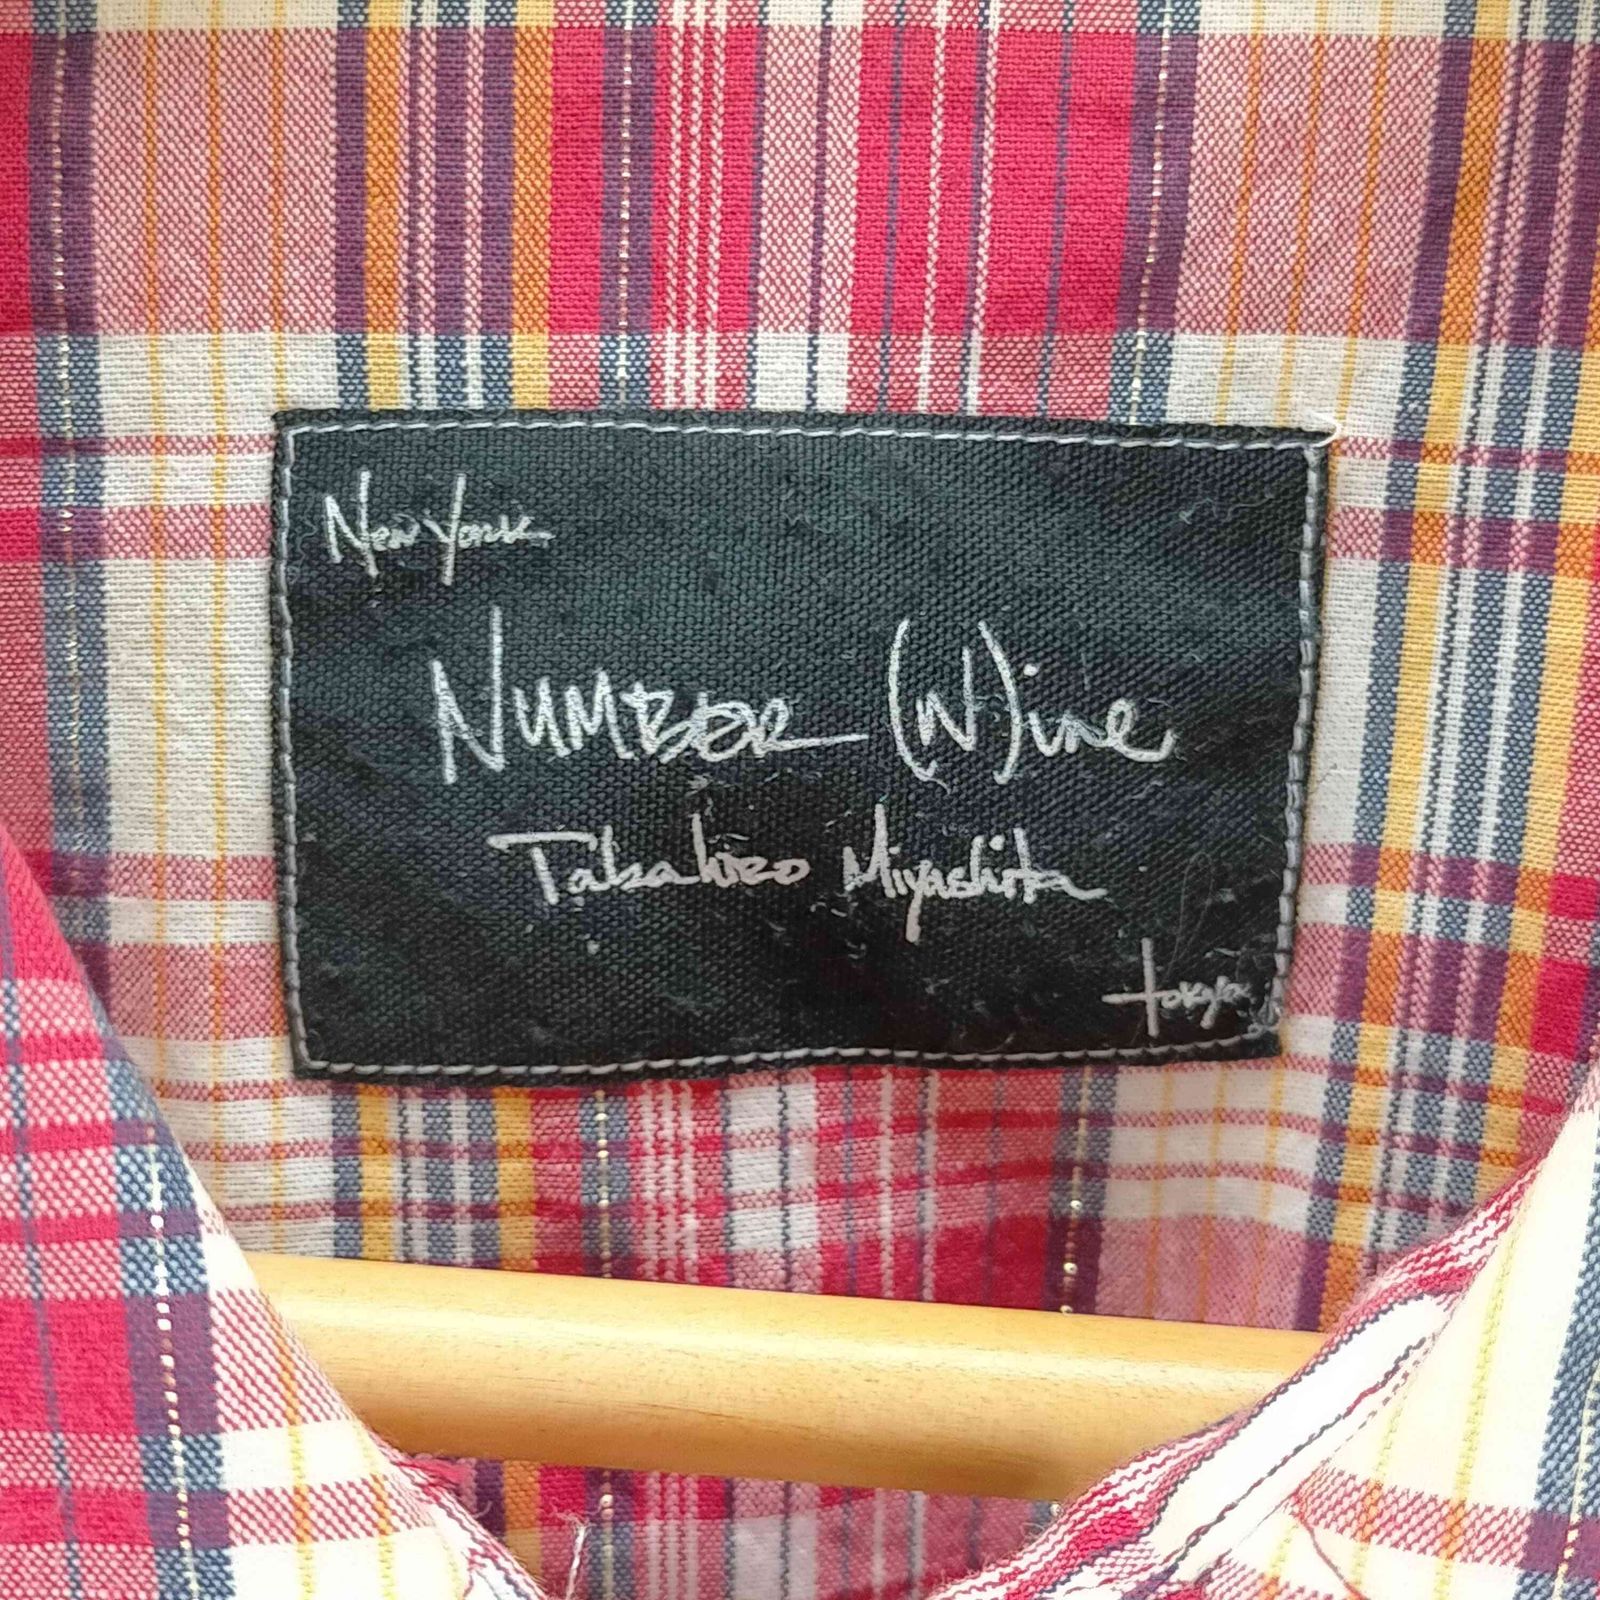 New York
NUMBER (N)ine
Takahiro Miyashita
tokyo